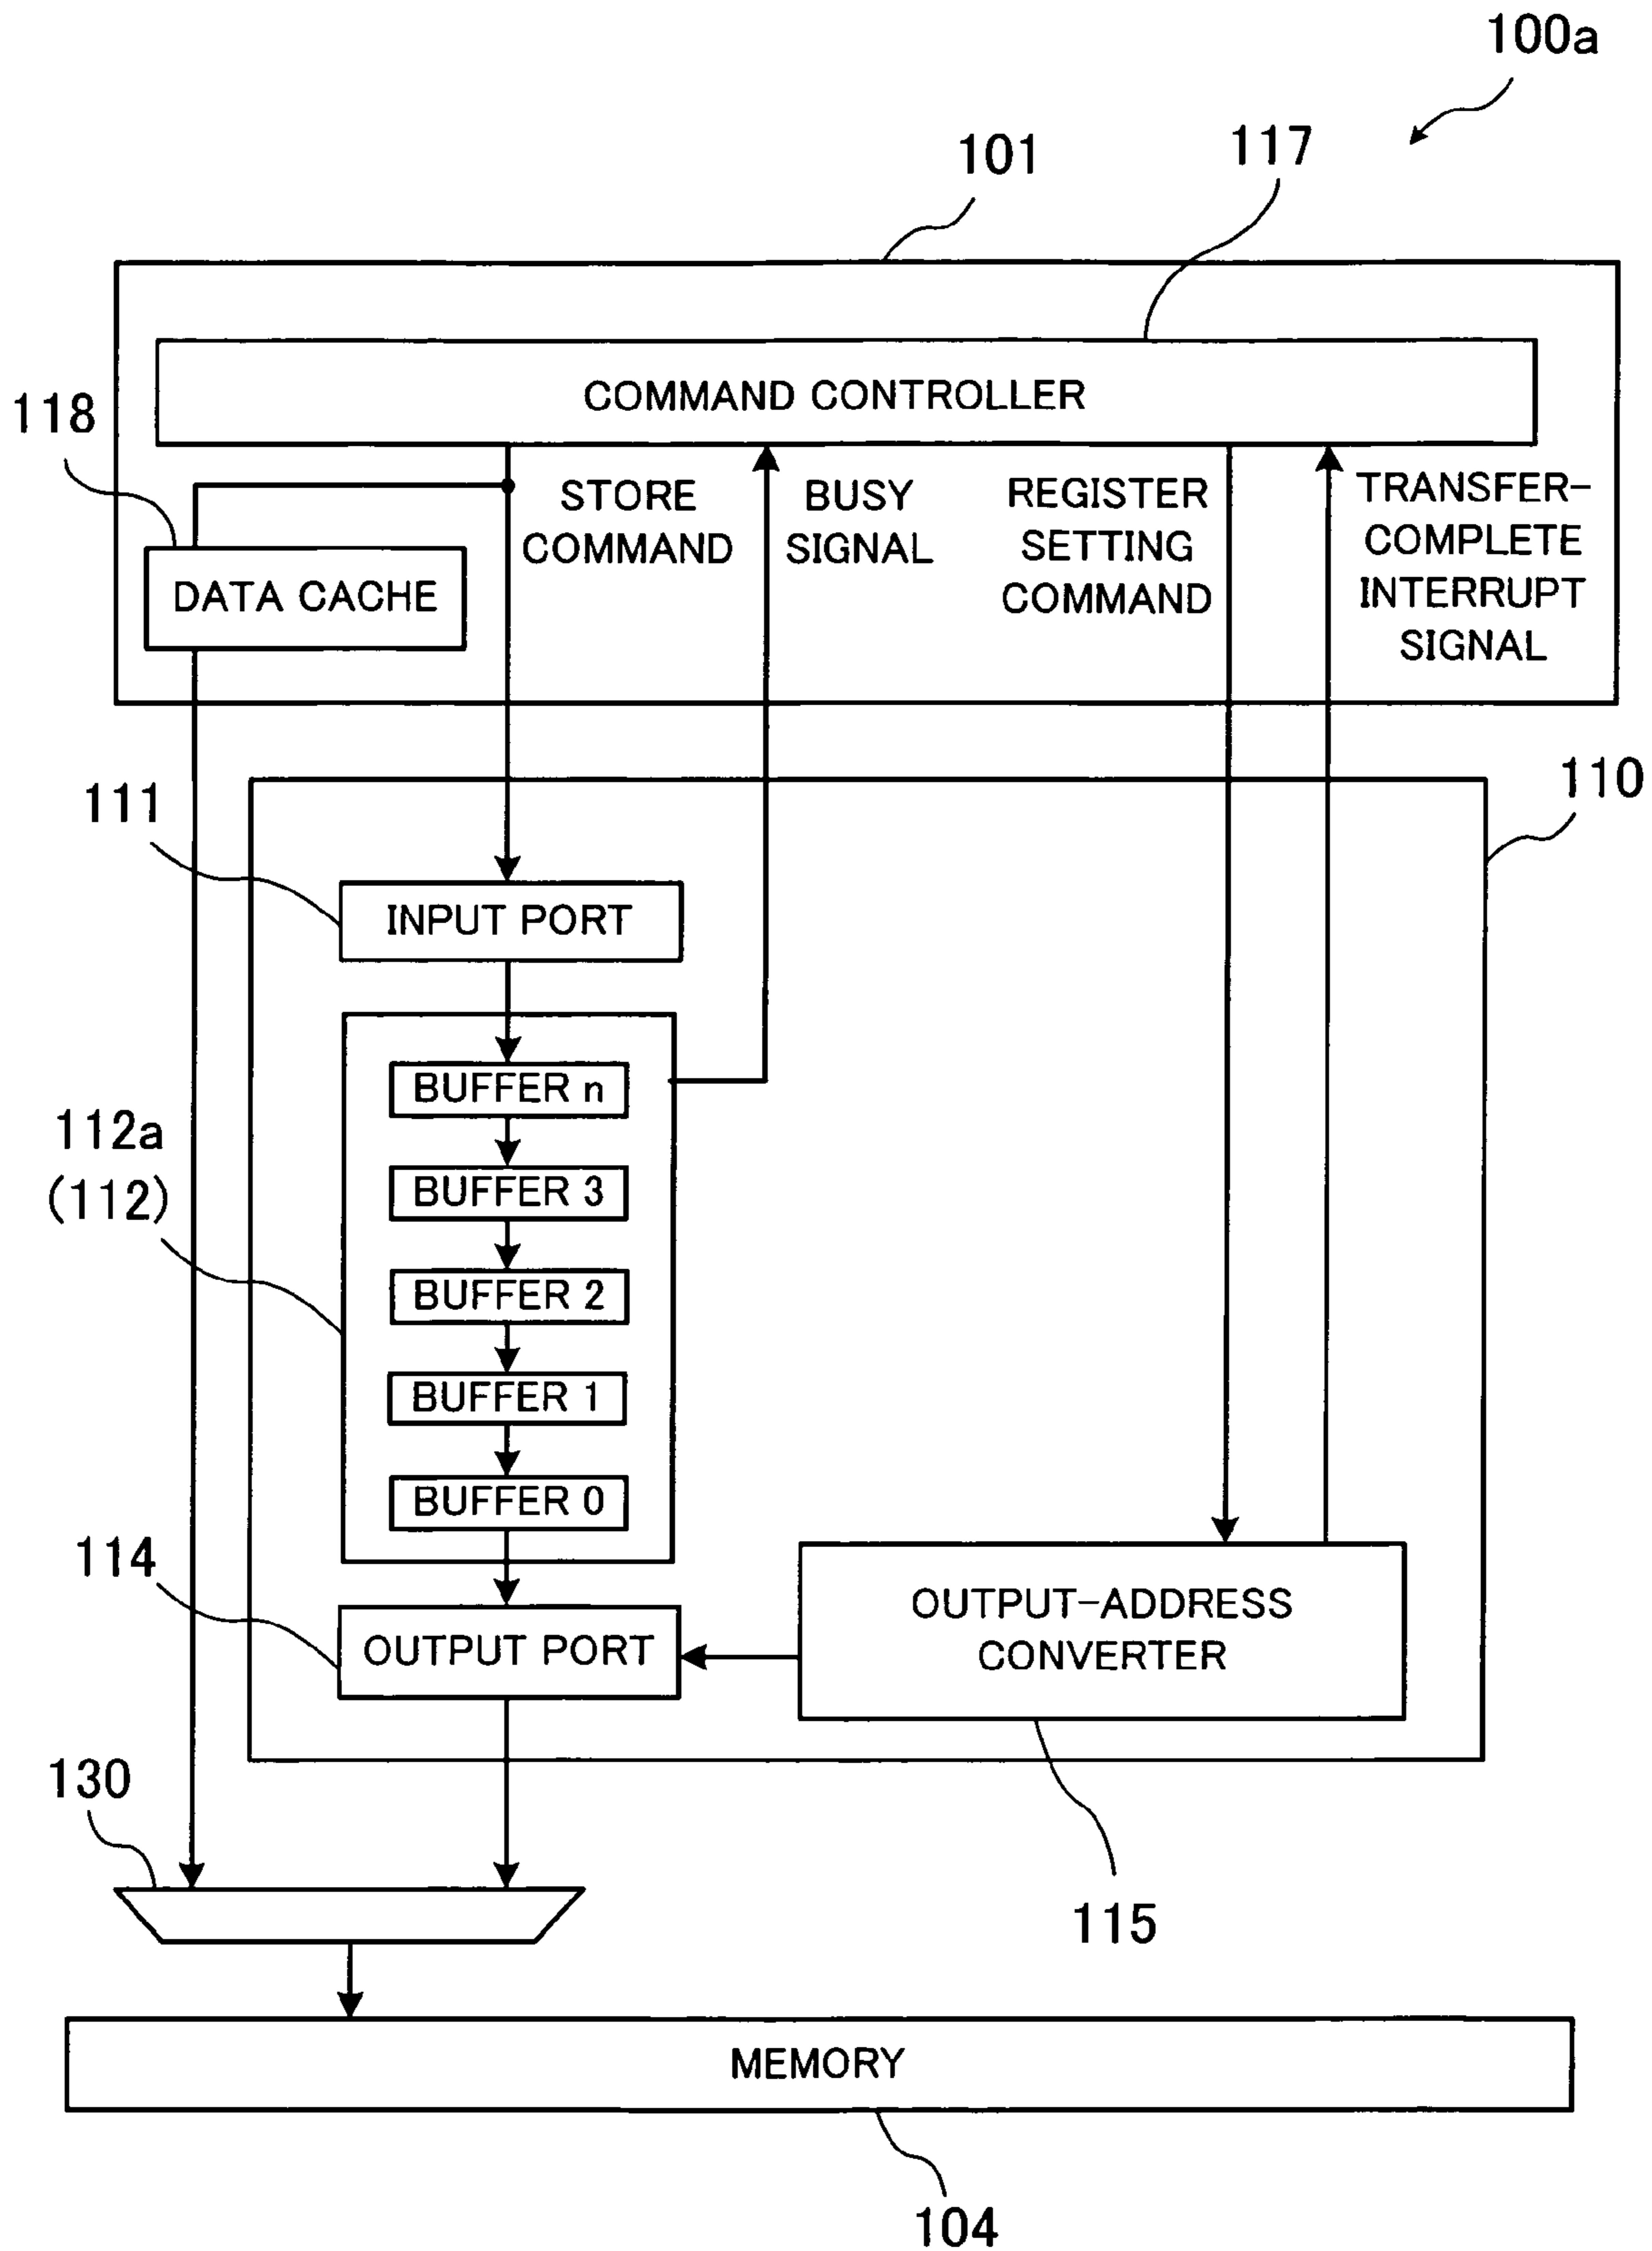 100a
101
117
COMMAND CONTROLLER
118
STORE
COMMAND
BUSY
SIGNAL
REGISTER
SETTING
COMMAND
TRANSFER-
COMPLETE
INTERRUPT
SIGNAL
DATA CACHE
110
111
INPUT PORT
BUFFER n
112a
(112)
BUFFER 3
BUFFER 2
BUFFER 1
BUFFER 0
114
OUTPUT PORT
OUTPUT-ADDRESS
CONVERTER
130
115
MEMORY
104